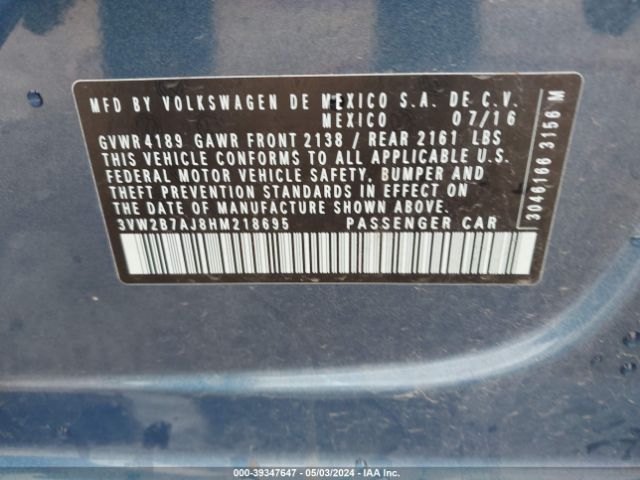 MFD BY VOLKSWAGEN DE MEXICO S.A. DE C.V.
MEXICO 07/16
GVWR 4189 GAWR FRONT 2138 / REAR 2161 LBS
THIS VEHICLE CONFORMS TO ALL APPLICABLE U.S.
FEDERAL MOTOR VEHICLE SAFETY, BUMPER AND
THEFT PREVENTION STANDARDS IN EFFECT ON
THE DATE OF MANUFACTURE SHOWN ABOVE.
3VW2B7AJ8HM218695 PASSENGER CAR
3046166 3156 M
000-39347647 - 05/03/2024 - IAA Inc.